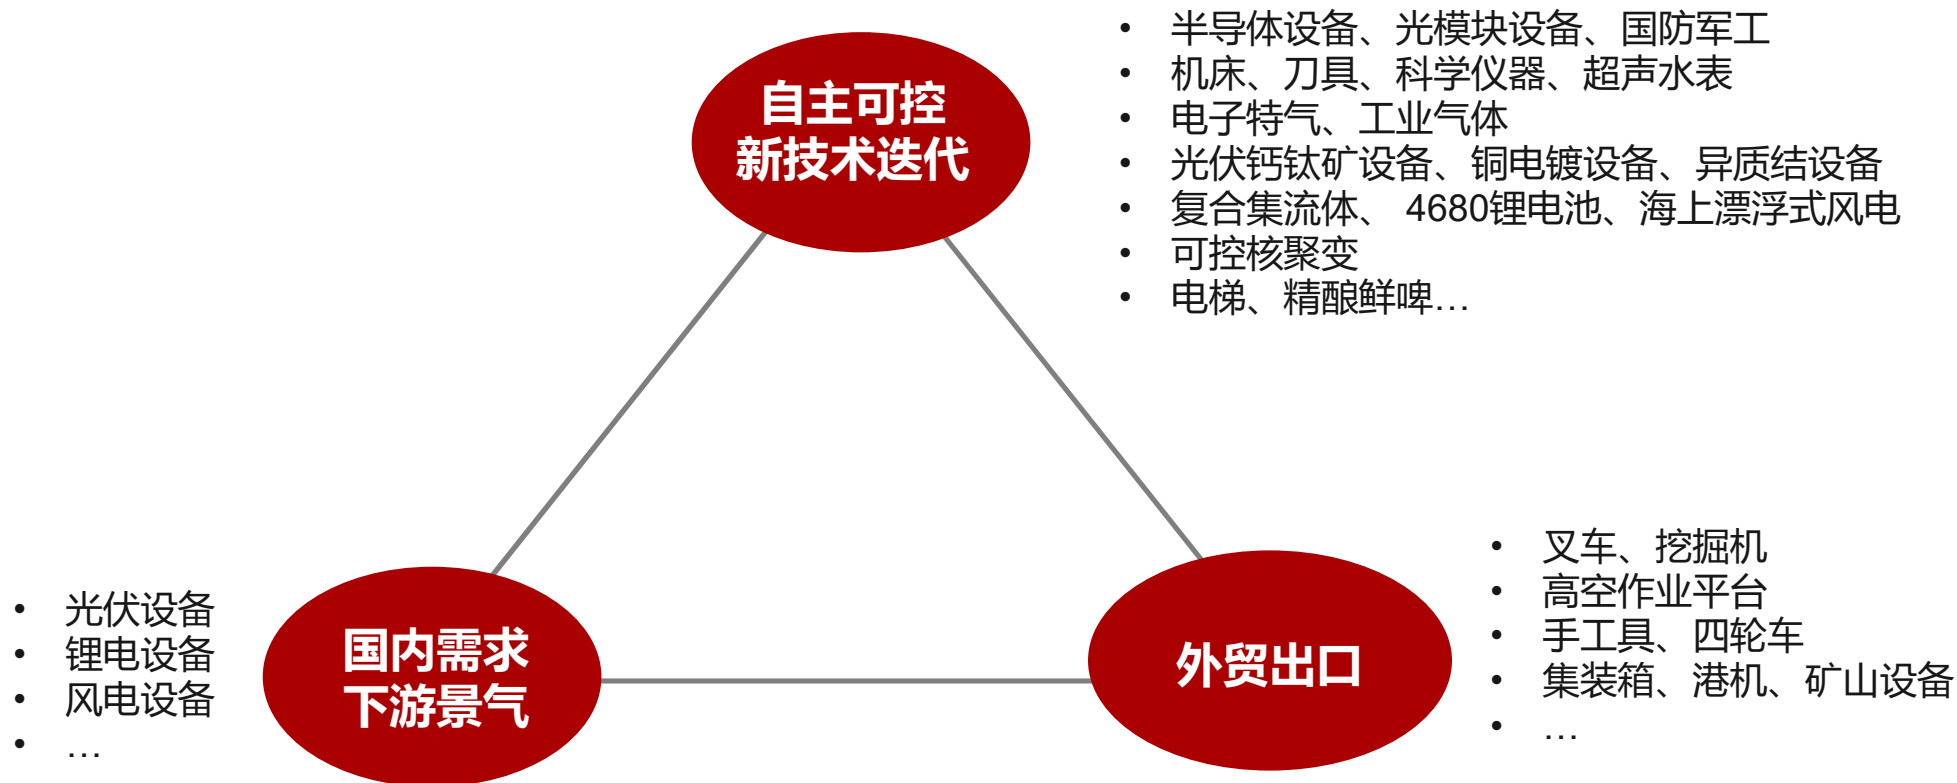 自主可控
新技术迭代
• 半导体设备、光模块设备、国防军工
• 机床、刀具、科学仪器、超声水表
• 电子特气、工业气体
• 光伏钙钛矿设备、铜电镀设备、异质结设备
• 复合集流体、 4680锂电池、海上漂浮式风电
• 可控核聚变
• 电梯、精酿鲜啤…
• 光伏设备
• 锂电设备
• 风电设备
• …
国内需求
下游景气
外贸出口
• 叉车、挖掘机
• 高空作业平台
• 手工具、四轮车
• 集装箱、港机、矿山设备
• …